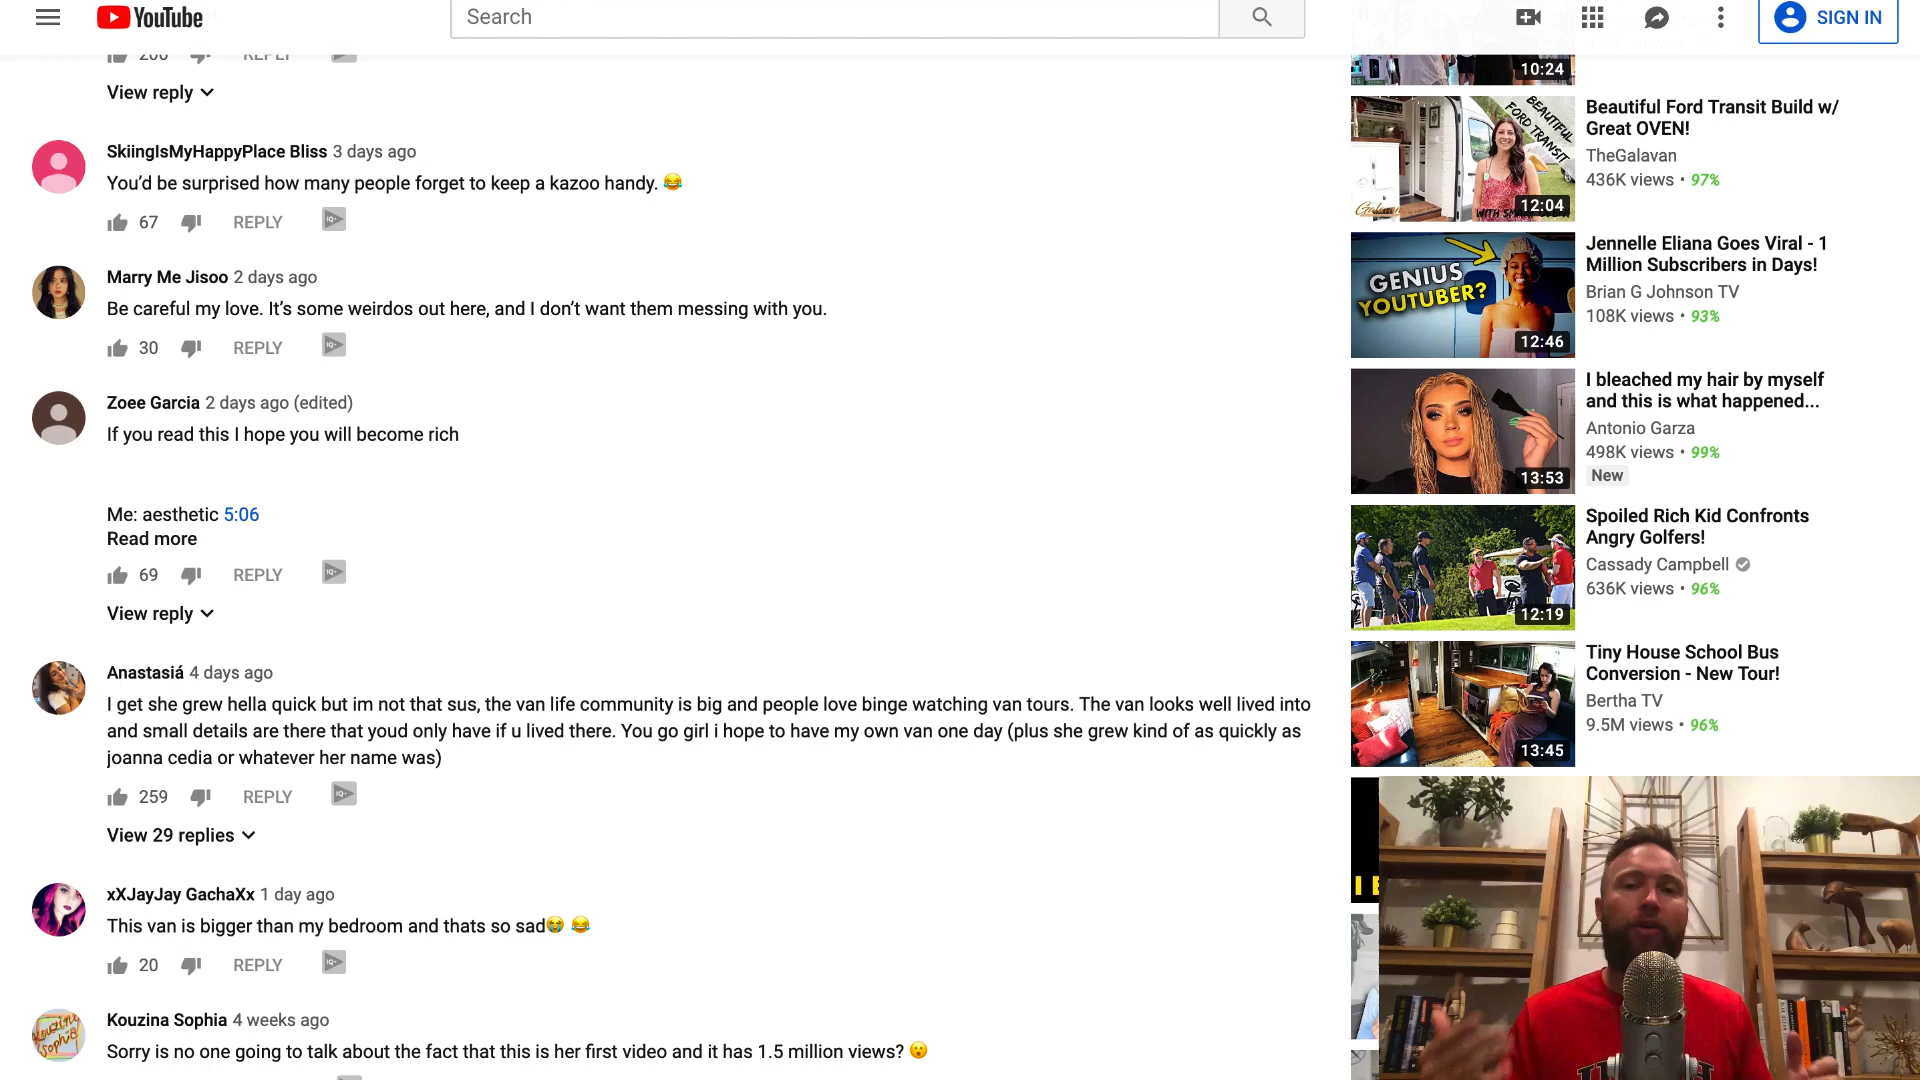 YouTube
Search
SIGN IN
REPLY
View reply
SkiingIsMyHappyPlace Bliss 3 days ago
You’d be surprised how many people forget to keep a kazoo handy. 😂
67 REPLY
IQ+
Marry Me Jisoo 2 days ago
Be careful my love. It’s some weirdos out here, and I don’t want them messing with you.
30 REPLY
IQ+
Zoee Garcia 2 days ago (edited)
If you read this I hope you will become rich
Me: aesthetic 5:06
Read more
69 REPLY
IQ+
View reply
Anastasiá 4 days ago
I get she grew hella quick but im not that sus, the van life community is big and people love binge watching van tours. The van looks well lived into
and small details are there that youd only have if u lived there. You go girl i hope to have my own van one day (plus she grew kind of as quickly as
joanna cedia or whatever her name was)
259 REPLY
IQ+
View 29 replies
xXJayJay GachaXx 1 day ago
This van is bigger than my bedroom and thats so sad😭 😂
20 REPLY
IQ+
Kouzina Sophia 4 weeks ago
Sorry is no one going to talk about the fact that this is her first video and it has 1.5 million views? 😮
Kouzina
Sophia
10:24
BEAUTIFUL
FORD TRANSIT
WITH
12:04
Beautiful Ford Transit Build w/
Great OVEN!
TheGalavan
436K views • 97%
GENIUS
YOUTUBER?
12:46
Jennelle Eliana Goes Viral - 1
Million Subscribers in Days!
Brian G Johnson TV
108K views • 93%
13:53
I bleached my hair by myself
and this is what happened...
Antonio Garza
498K views • 99%
New
12:19
Spoiled Rich Kid Confronts
Angry Golfers!
Cassady Campbell
636K views • 96%
13:45
Tiny House School Bus
Conversion - New Tour!
Bertha TV
9.5M views • 96%